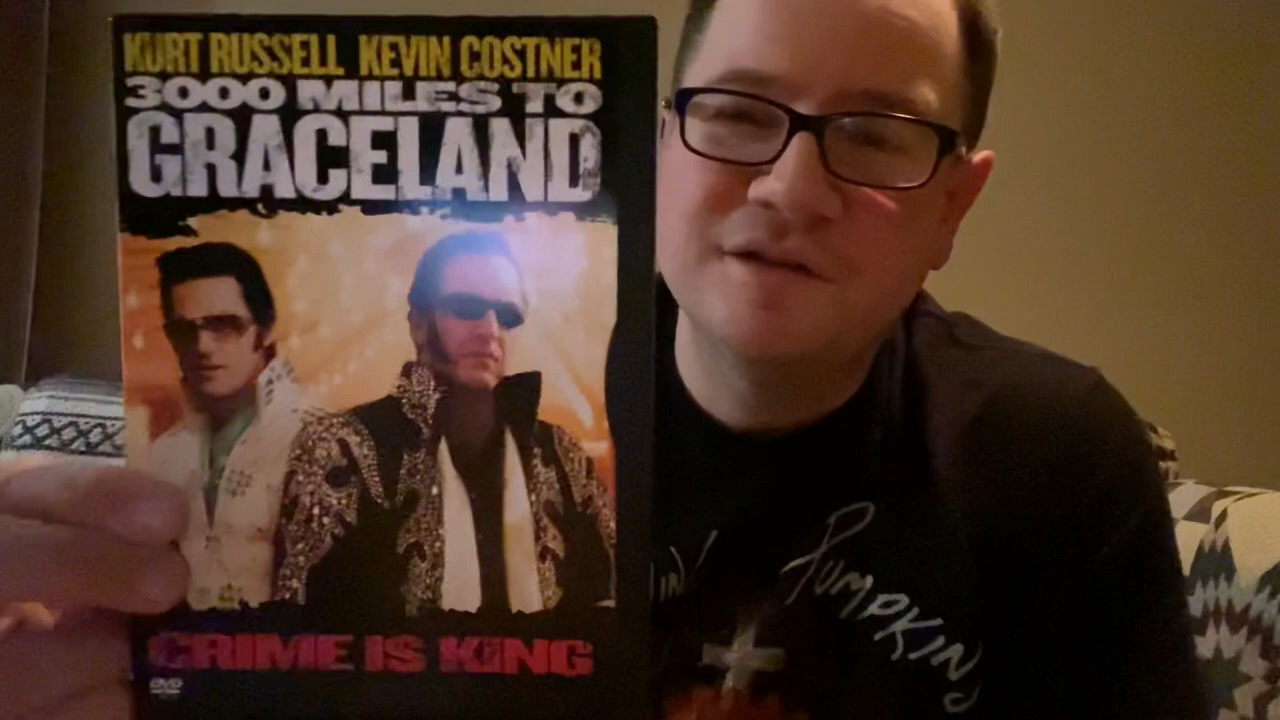 KURT RUSSELL KEVIN COSTNER
3000 MILES TO
GRACELAND
CRIME IS KING
DVD
PUMPKINS